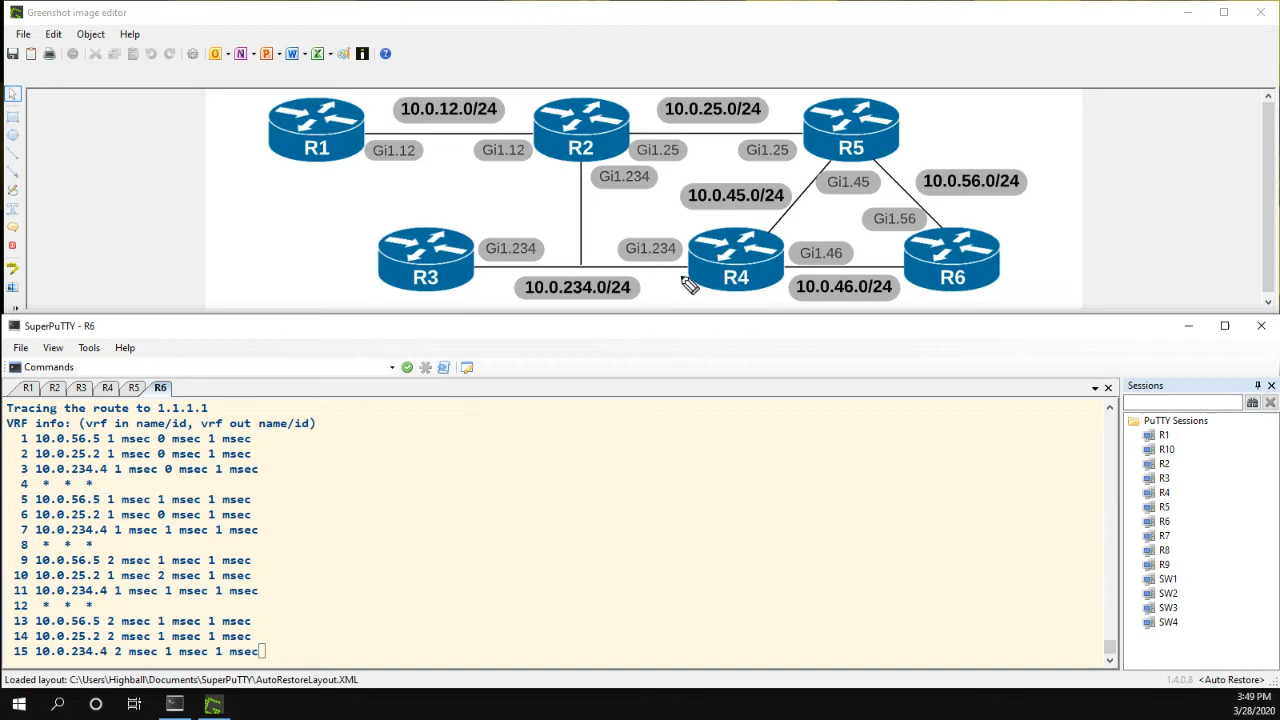 Greenshot image editor
File Edit Object Help
10.0.12.0/24
10.0.25.0/24
R1
R2
R5
Gi1.12
Gi1.12
Gi1.25
Gi1.25
Gi1.234
10.0.45.0/24
Gi1.45
10.0.56.0/24
Gi1.56
Gi1.234
Gi1.234
Gi1.46
R3
R4
R6
10.0.234.0/24
10.0.46.0/24
SuperPuTTY - R6
File View Tools Help
Commands
R1 R2 R3 R4 R5 R6
Tracing the route to 1.1.1.1
VRF info: (vrf in name/id, vrf out name/id)
1 10.0.56.5 1 msec 0 msec 1 msec
2 10.0.25.2 1 msec 0 msec 1 msec
3 10.0.234.4 1 msec 0 msec 1 msec
4 * * *
5 10.0.56.5 1 msec 1 msec 1 msec
6 10.0.25.2 1 msec 0 msec 1 msec
7 10.0.234.4 1 msec 1 msec 1 msec
8 * * *
9 10.0.56.5 2 msec 1 msec 1 msec
10 10.0.25.2 1 msec 2 msec 1 msec
11 10.0.234.4 1 msec 1 msec 1 msec
12 * * *
13 10.0.56.5 2 msec 1 msec 1 msec
14 10.0.25.2 2 msec 1 msec 1 msec
15 10.0.234.4 2 msec 1 msec 1 msec
Sessions
PuTTY Sessions
R1
R10
R2
R3
R4
R5
R6
R7
R8
R9
SW1
SW2
SW3
SW4
Loaded layout: C:\Users\Highball\Documents\SuperPuTTY\AutoRestoreLayout.XML
1.4.0.8 <Auto Restore>
3:49 PM
3/28/2020